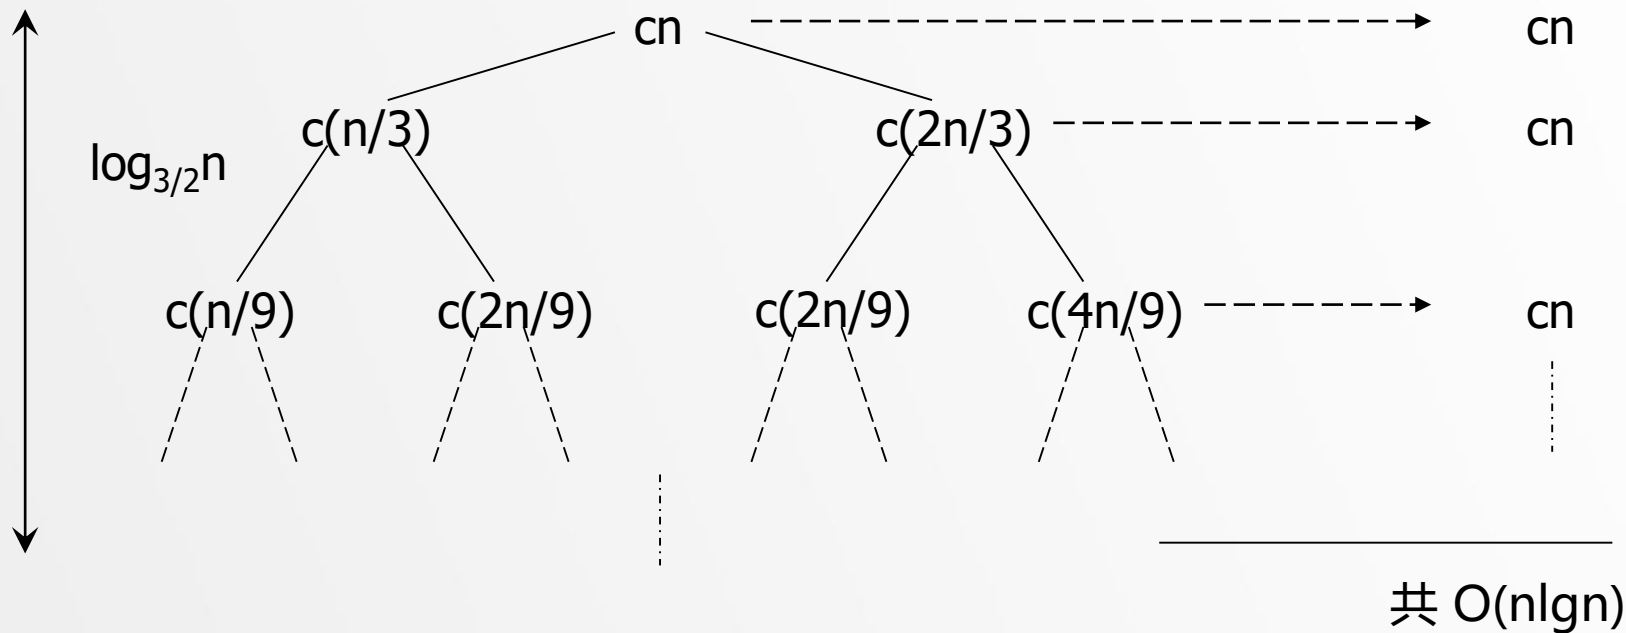 cn cn
c(n/3) c(2n/3) cn
log3/2n
c(n/9) c(2n/9) c(2n/9) c(4n/9) cn
共 O(nlgn)